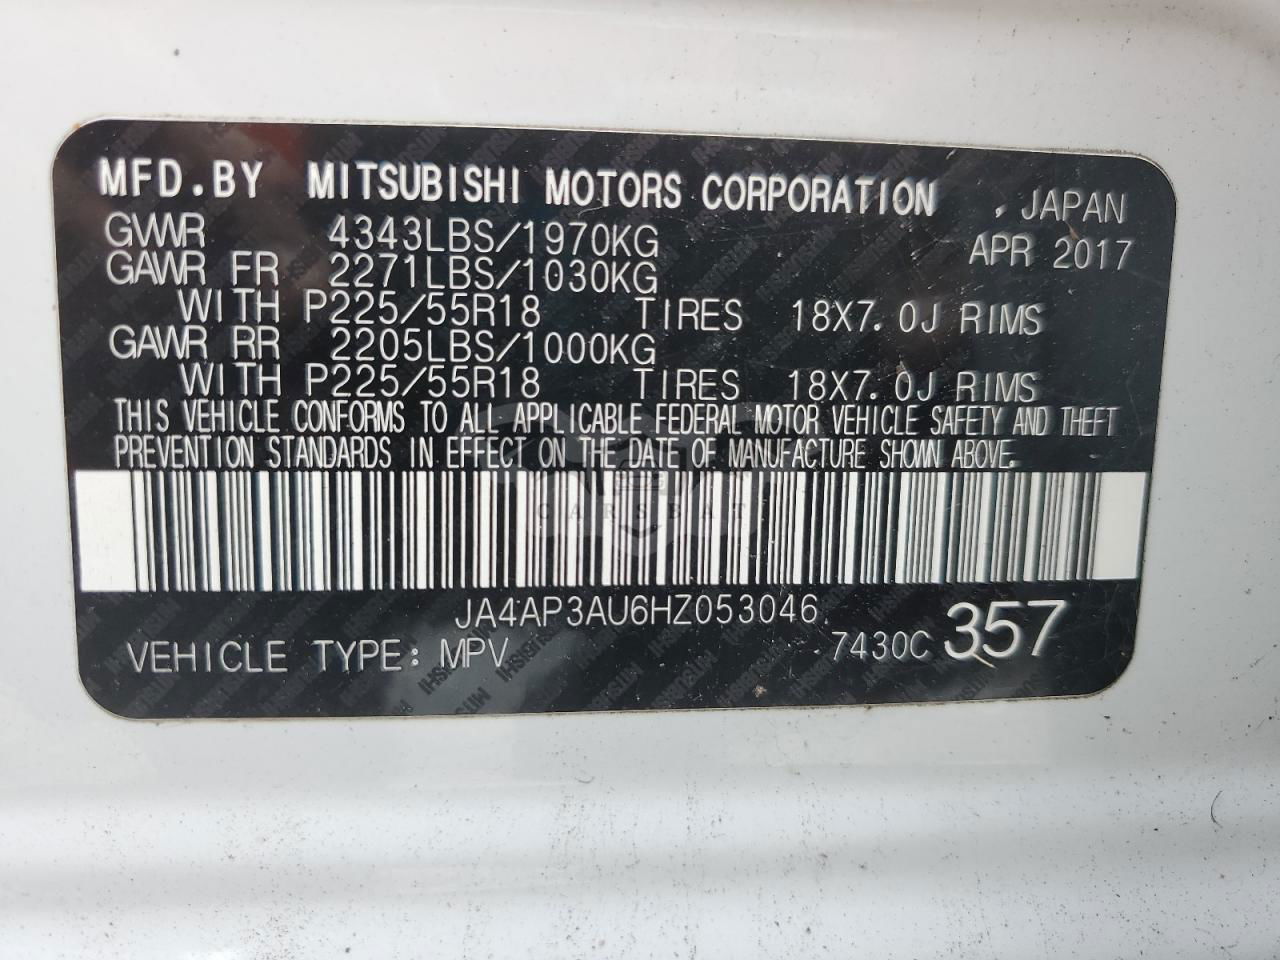 MFD.BY MITSUBISHI MOTORS CORPORATION , JAPAN
GWWR 4343LBS/1970KG APR 2017
GAWR FR 2271LBS/1030KG
WITH P225/55R18 TIRES 18X7.0J RIMS
GAWR RR 2205LBS/1000KG
WITH P225/55R18 TIRES 18X7.0J RIMS
THIS VEHICLE CONFORMS TO ALL APPLICABLE FEDERAL MOTOR VEHICLE SAFETY AND THEFT
PREVENTION STANDARDS IN EFFECT ON THE DATE OF MANUFACTURE SHOWN ABOVE.
CARSBAT
JA4AP3AU6HZ053046
VEHICLE TYPE: MPV 7430C 357